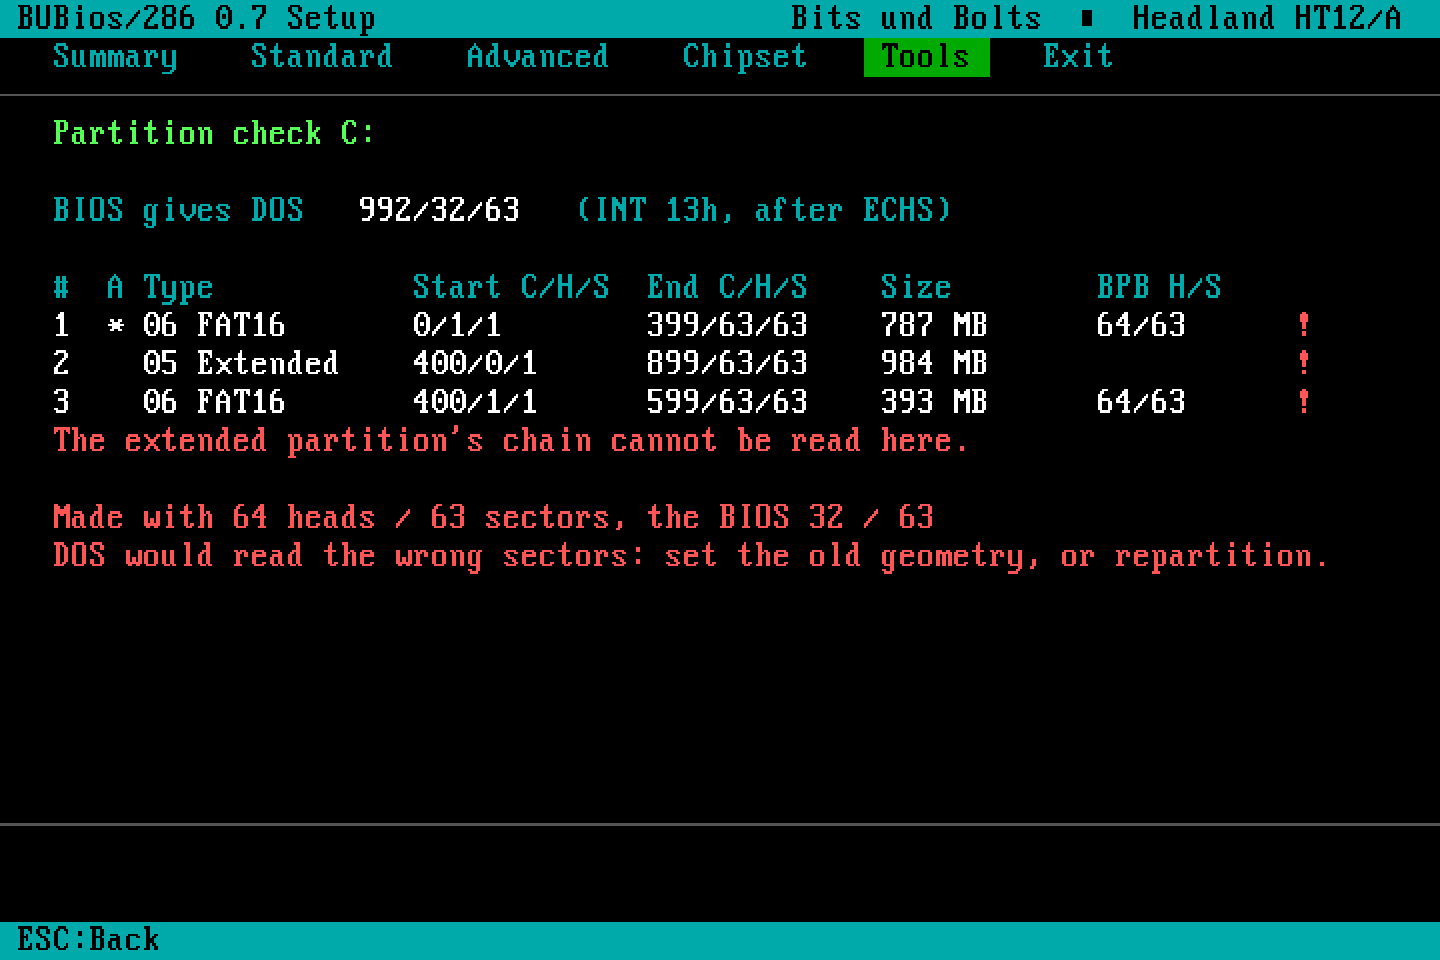 BUBios/286 0.7 Setup Bits und Bolts ▪ Headland HT12/A
Summary Standard Advanced Chipset Tools Exit
Partition check C:
BIOS gives DOS 992/32/63 (INT 13h, after ECHS)
# A Type Start C/H/S End C/H/S Size BPB H/S
1 * 06 FAT16 0/1/1 399/63/63 787 MB 64/63 !
2 05 Extended 400/0/1 899/63/63 984 MB !
3 06 FAT16 400/1/1 599/63/63 393 MB 64/63 !
The extended partition's chain cannot be read here.
Made with 64 heads / 63 sectors, the BIOS 32 / 63
DOS would read the wrong sectors: set the old geometry, or repartition.
ESC:Back